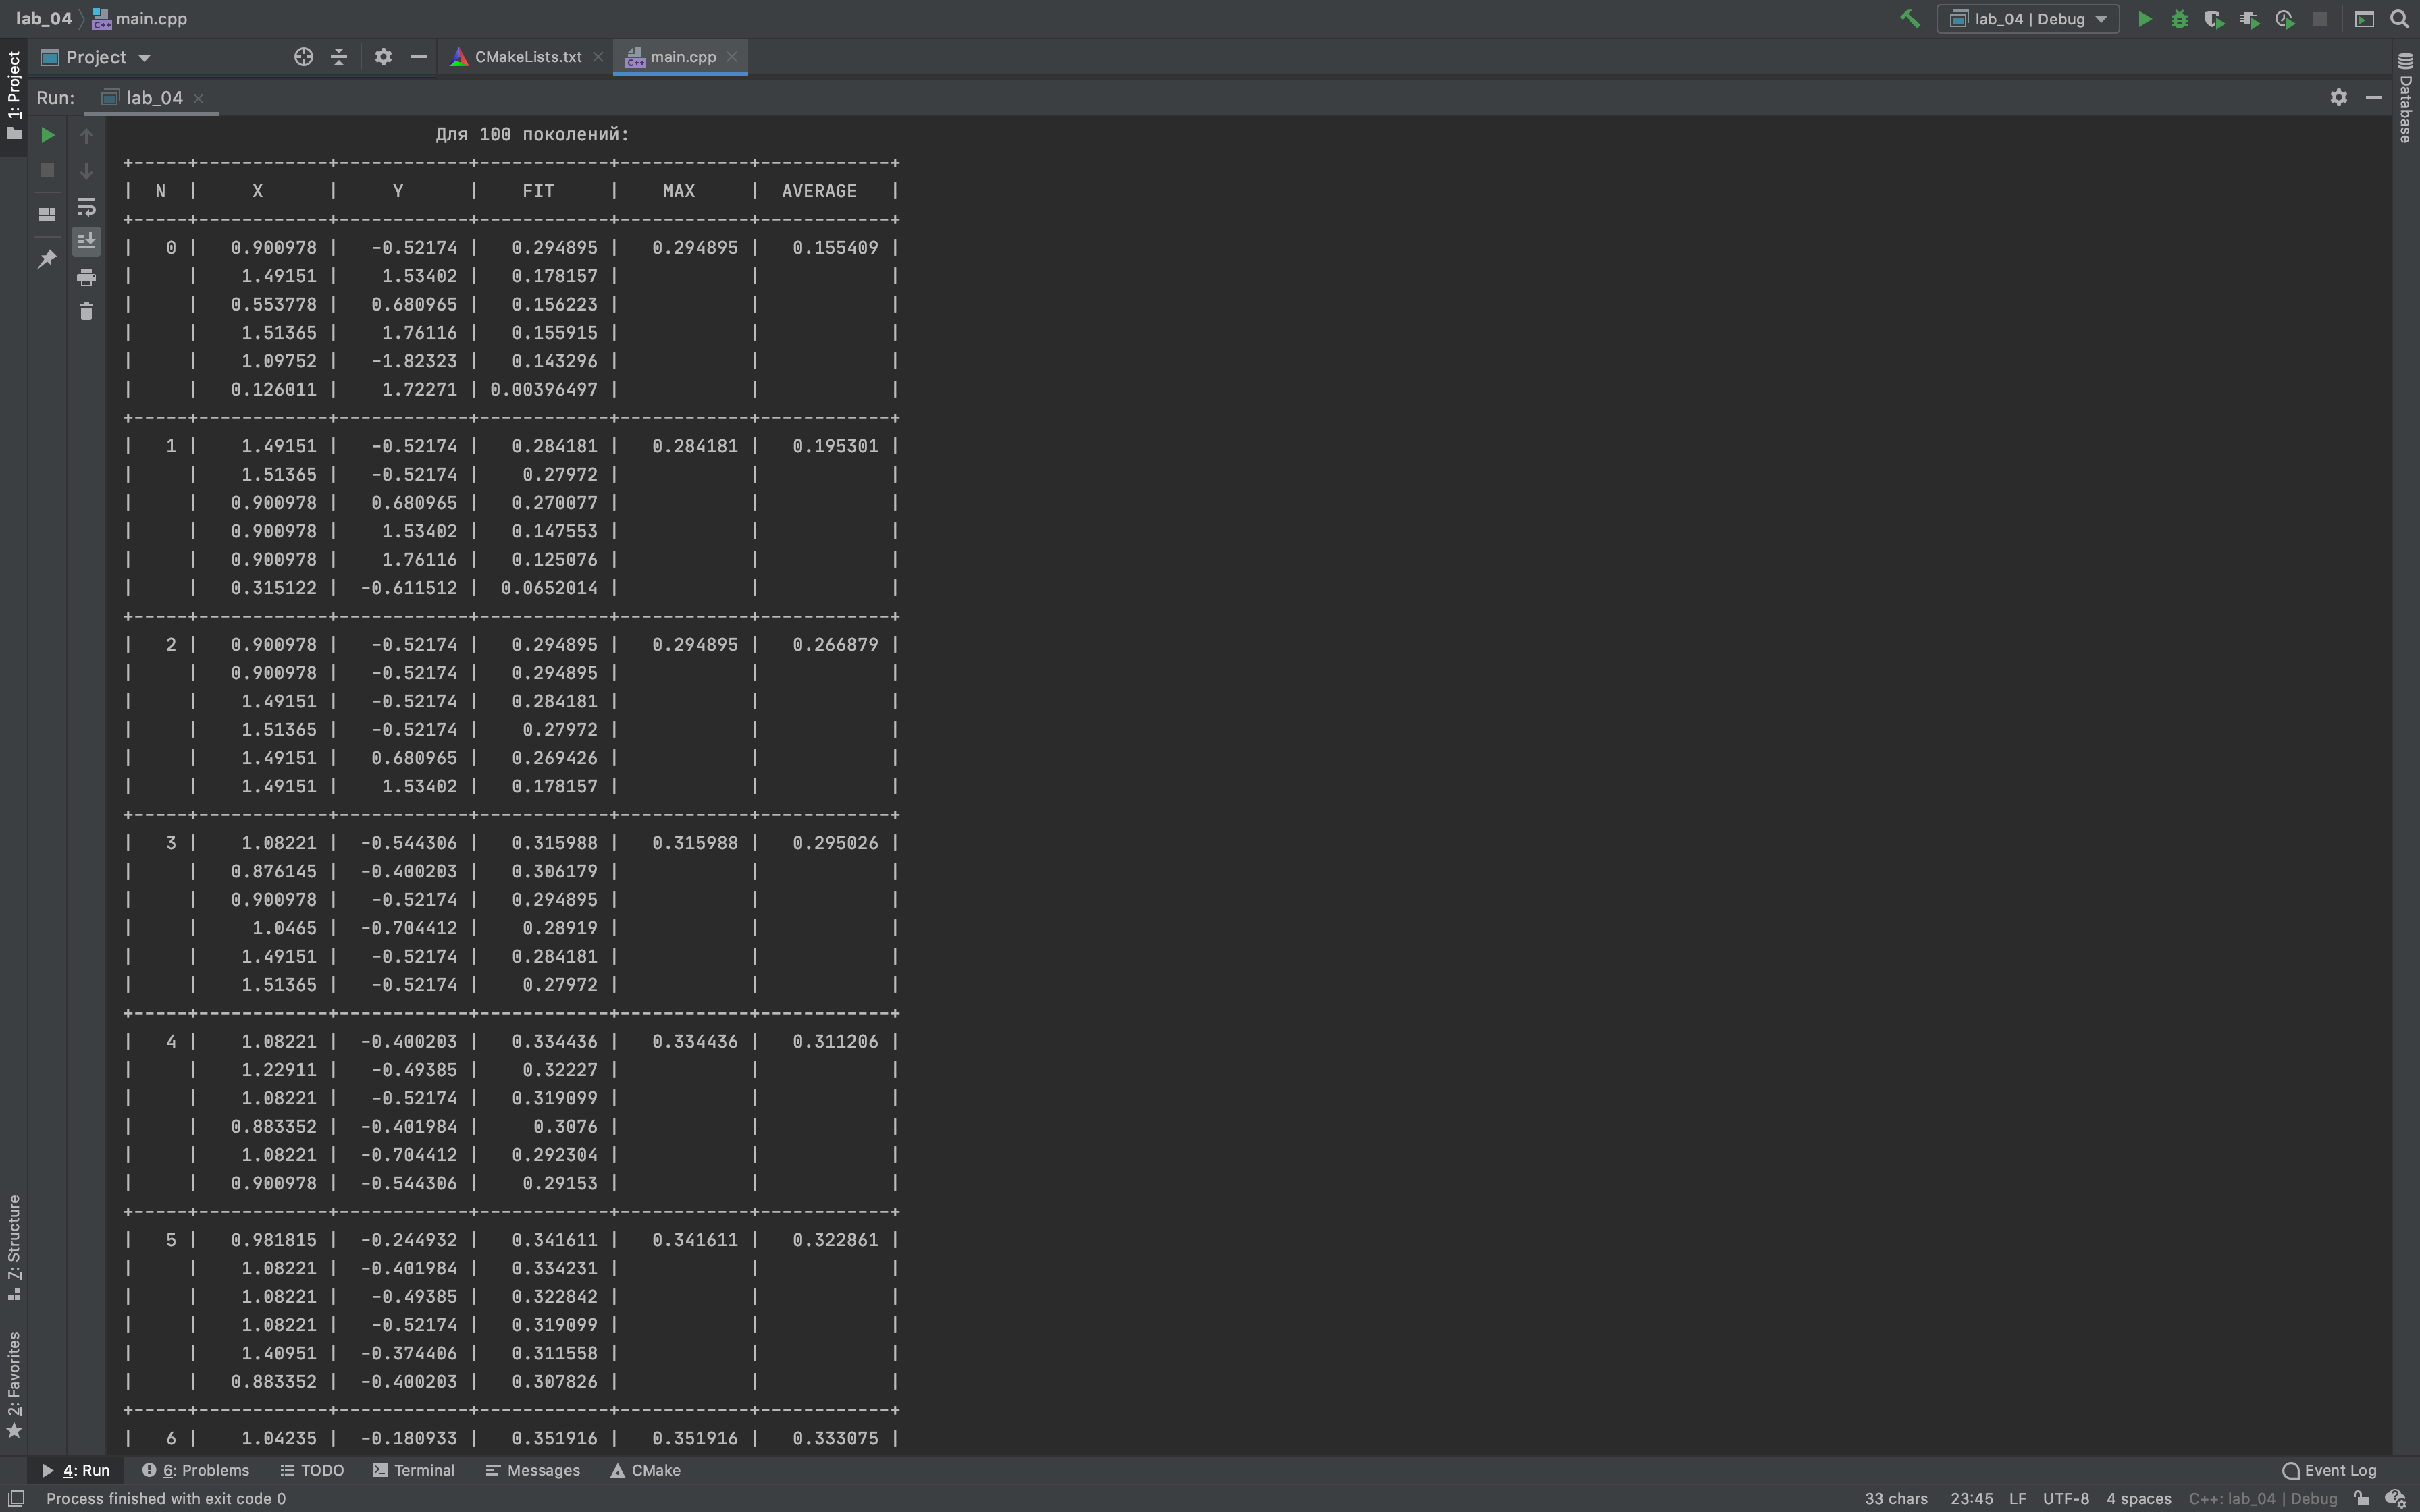 lab_04 main.cpp lab_04 | Debug
Project CMakeLists.txt main.cpp
Run: lab_04
1: Project
Database
Для 100 поколений:
+-----+------------+------------+------------+------------+------------+
| N | X | Y | FIT | MAX | AVERAGE |
+-----+------------+------------+------------+------------+------------+
| 0 | 0.900978 | -0.52174 | 0.294895 | 0.294895 | 0.155409 |
| | 1.49151 | 1.53402 | 0.178157 | | |
| | 0.553778 | 0.680965 | 0.156223 | | |
| | 1.51365 | 1.76116 | 0.155915 | | |
| | 1.09752 | -1.82323 | 0.143296 | | |
| | 0.126011 | 1.72271 | 0.00396497 | | |
+-----+------------+------------+------------+------------+------------+
| 1 | 1.49151 | -0.52174 | 0.284181 | 0.284181 | 0.195301 |
| | 1.51365 | -0.52174 | 0.27972 | | |
| | 0.900978 | 0.680965 | 0.270077 | | |
| | 0.900978 | 1.53402 | 0.147553 | | |
| | 0.900978 | 1.76116 | 0.125076 | | |
| | 0.315122 | -0.611512 | 0.0652014 | | |
+-----+------------+------------+------------+------------+------------+
| 2 | 0.900978 | -0.52174 | 0.294895 | 0.294895 | 0.266879 |
| | 0.900978 | -0.52174 | 0.294895 | | |
| | 1.49151 | -0.52174 | 0.284181 | | |
| | 1.51365 | -0.52174 | 0.27972 | | |
| | 1.49151 | 0.680965 | 0.269426 | | |
| | 1.49151 | 1.53402 | 0.178157 | | |
+-----+------------+------------+------------+------------+------------+
| 3 | 1.08221 | -0.544306 | 0.315988 | 0.315988 | 0.295026 |
| | 0.876145 | -0.400203 | 0.306179 | | |
| | 0.900978 | -0.52174 | 0.294895 | | |
| | 1.0465 | -0.704412 | 0.28919 | | |
| | 1.49151 | -0.52174 | 0.284181 | | |
| | 1.51365 | -0.52174 | 0.27972 | | |
+-----+------------+------------+------------+------------+------------+
| 4 | 1.08221 | -0.400203 | 0.334436 | 0.334436 | 0.311206 |
| | 1.22911 | -0.49385 | 0.32227 | | |
| | 1.08221 | -0.52174 | 0.319099 | | |
| | 0.883352 | -0.401984 | 0.3076 | | |
| | 1.08221 | -0.704412 | 0.292304 | | |
| | 0.900978 | -0.544306 | 0.29153 | | |
+-----+------------+------------+------------+------------+------------+
| 5 | 0.981815 | -0.244932 | 0.341611 | 0.341611 | 0.322861 |
| | 1.08221 | -0.401984 | 0.334231 | | |
| | 1.08221 | -0.49385 | 0.322842 | | |
| | 1.08221 | -0.52174 | 0.319099 | | |
| | 1.40951 | -0.374406 | 0.311558 | | |
| | 0.883352 | -0.400203 | 0.307826 | | |
+-----+------------+------------+------------+------------+------------+
| 6 | 1.04235 | -0.180933 | 0.351916 | 0.351916 | 0.333075 |
7: Structure
2: Favorites
4: Run 6: Problems TODO Terminal Messages CMake Event Log
Process finished with exit code 0 33 chars 23:45 LF UTF-8 4 spaces C++: lab_04 | Debug